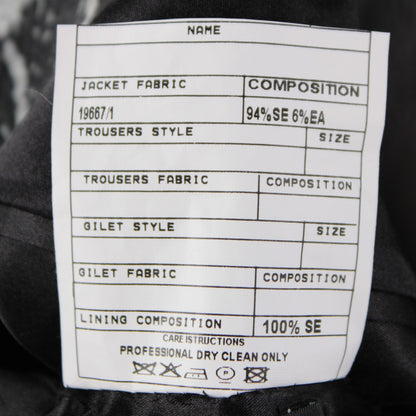 NAME
JACKET FABRIC COMPOSITION
19667/1 94%SE 6%EA
TROUSERS STYLE SIZE
TROUSERS FABRIC COMPOSITION
GILET STYLE SIZE
GILET FABRIC COMPOSITION
LINING COMPOSITION 100% SE
CARE ISTRUCTIONS
PROFESSIONAL DRY CLEAN ONLY
P